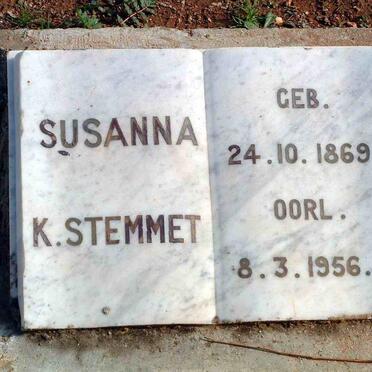 SUSANNA
K. STEMMET
GEB.
24.10.1869
OORL.
8.3.1956.